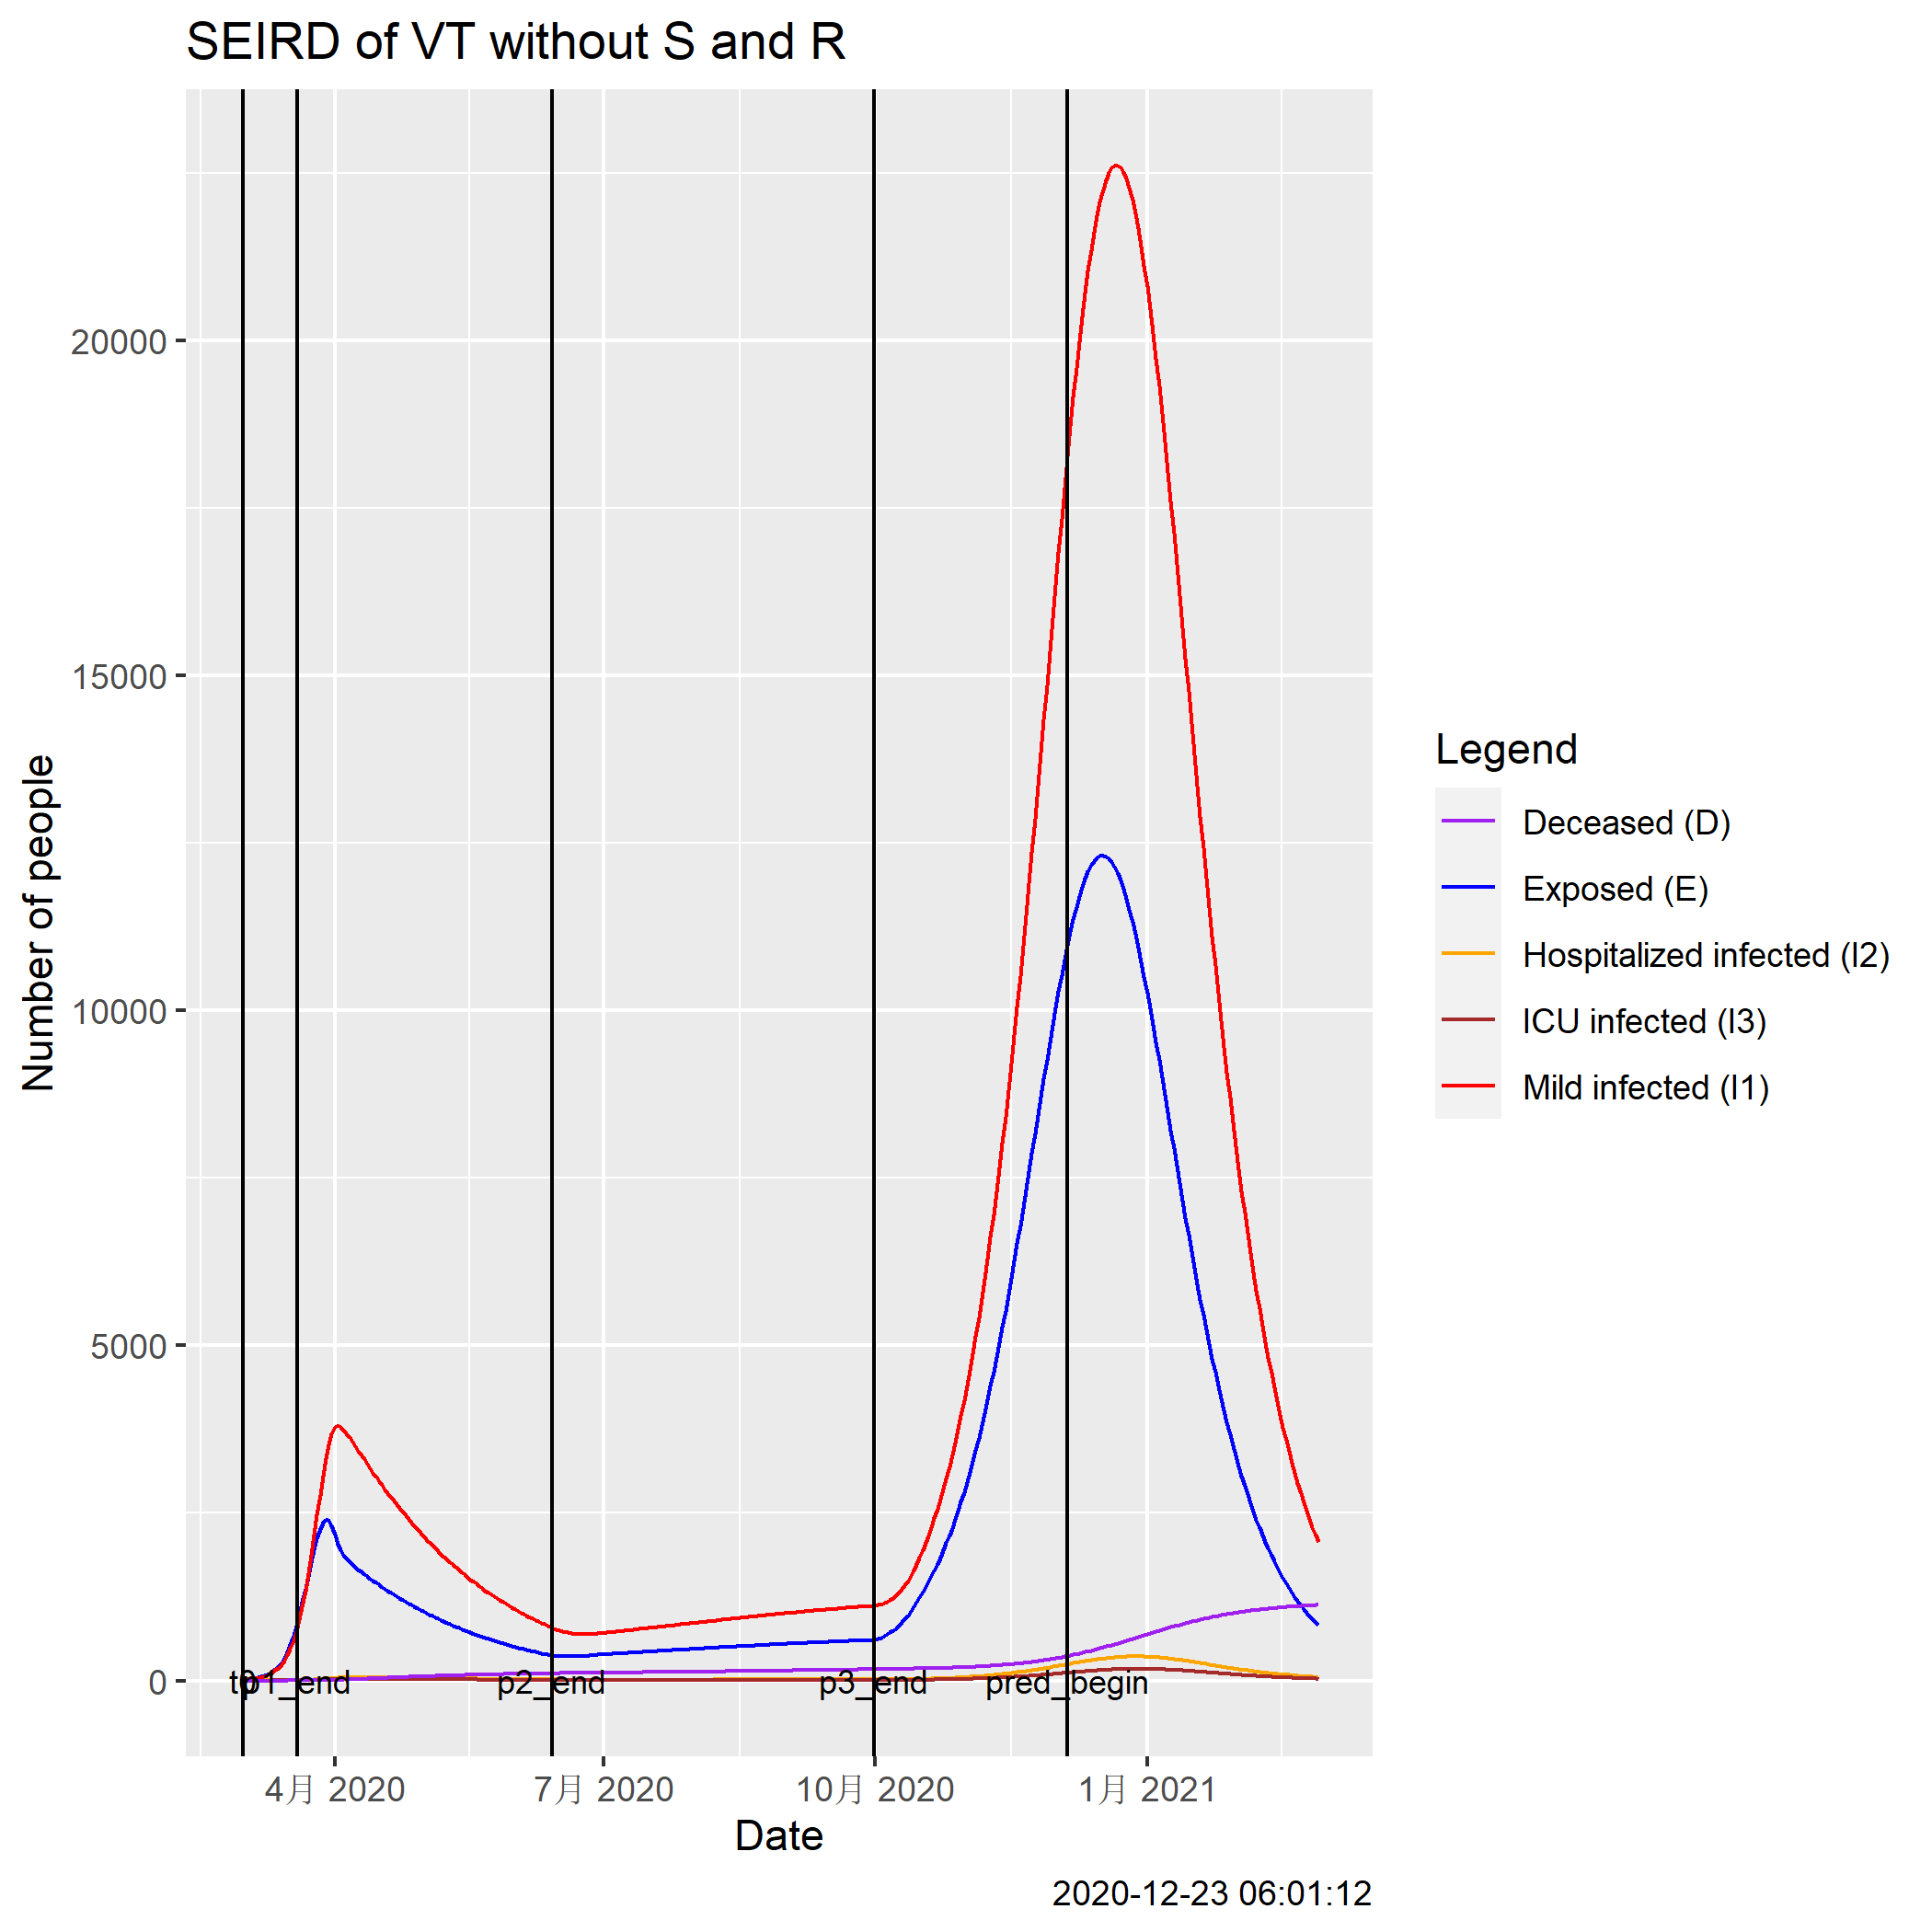 SEIRD of VT without S and R
Number of people
20000
15000
10000
5000
0
t0
p1_end
p2_end
p3_end
pred_begin
4月 2020
7月 2020
10月 2020
1月 2021
Date
Legend
Deceased (D)
Exposed (E)
Hospitalized infected (I2)
ICU infected (I3)
Mild infected (I1)
2020-12-23 06:01:12